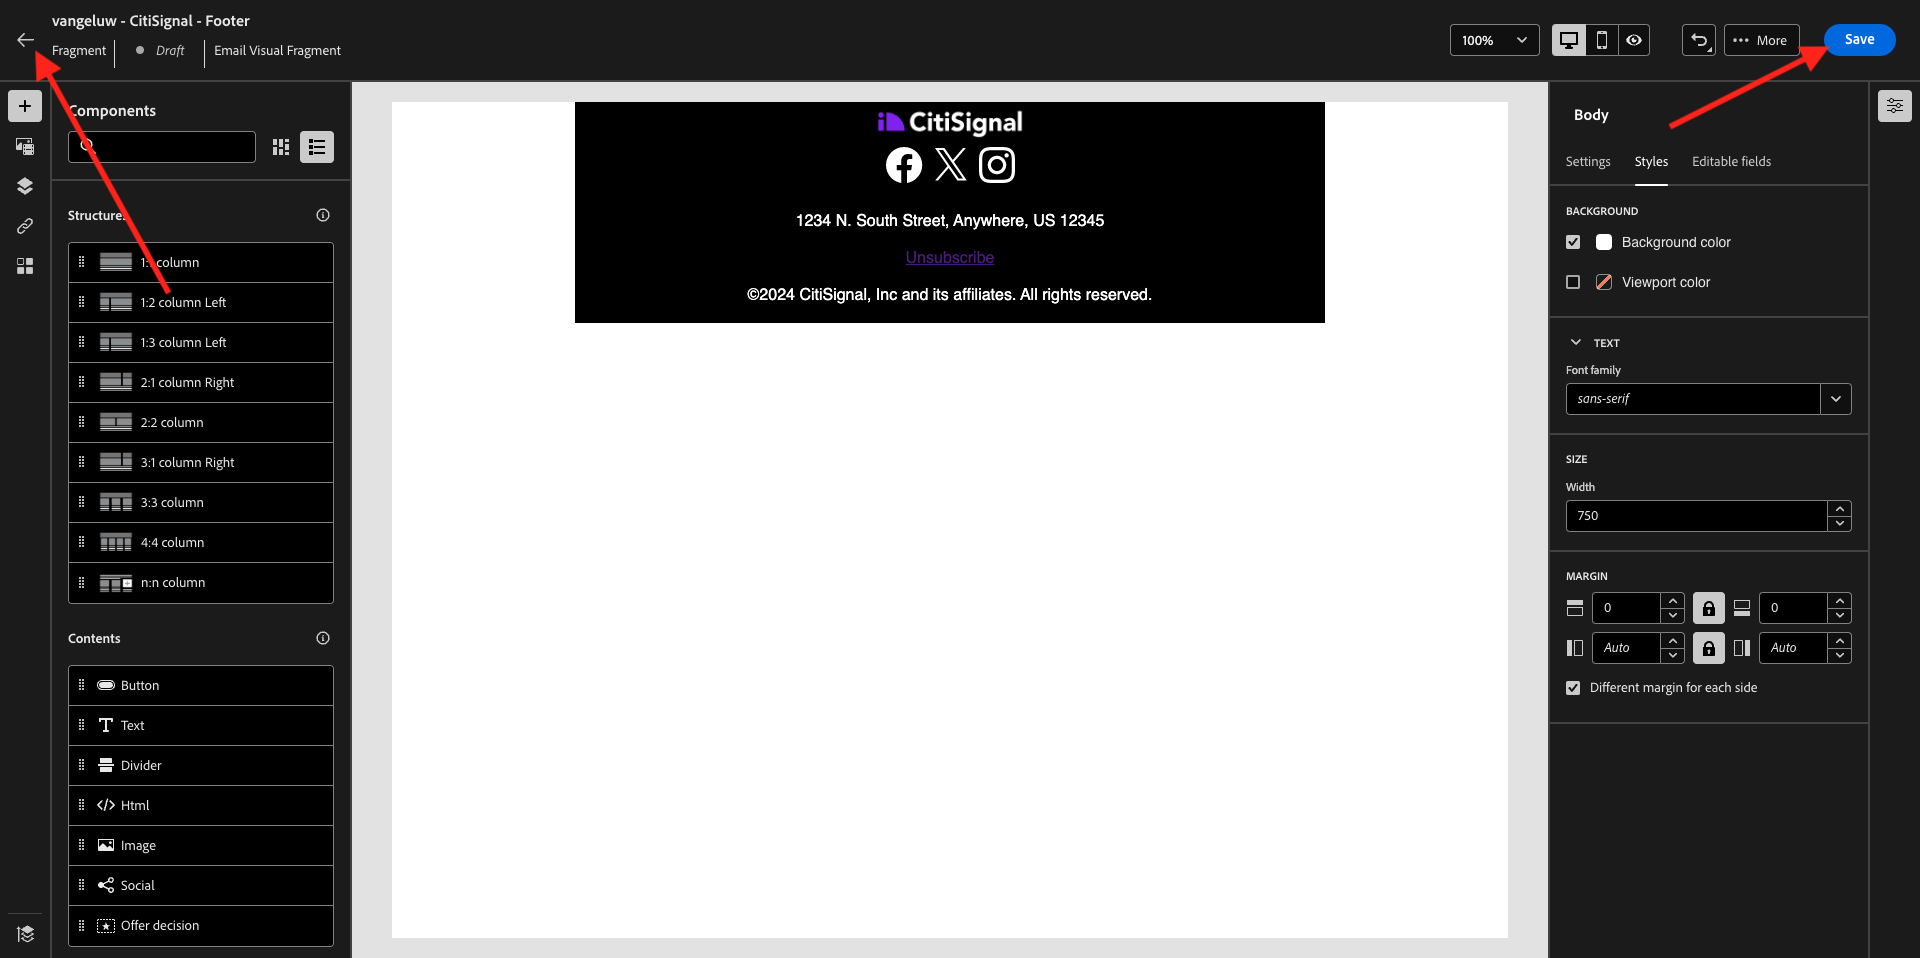 vangeluw - CitiSignal - Footer
Fragment
Draft
Email Visual Fragment
100%
More
Save
Components
Structures
1:1 column
1:2 column Left
1:3 column Left
2:1 column Right
2:2 column
3:1 column Right
3:3 column
4:4 column
n:n column
Contents
Button
Text
Divider
Html
Image
Social
Offer decision
CitiSignal
1234 N. South Street, Anywhere, US 12345
Unsubscribe
©2024 CitiSignal, Inc and its affiliates. All rights reserved.
Body
Settings Styles Editable fields
BACKGROUND
Background color
Viewport color
TEXT
Font family
sans-serif
SIZE
Width
750
MARGIN
0 0
Auto Auto
Different margin for each side